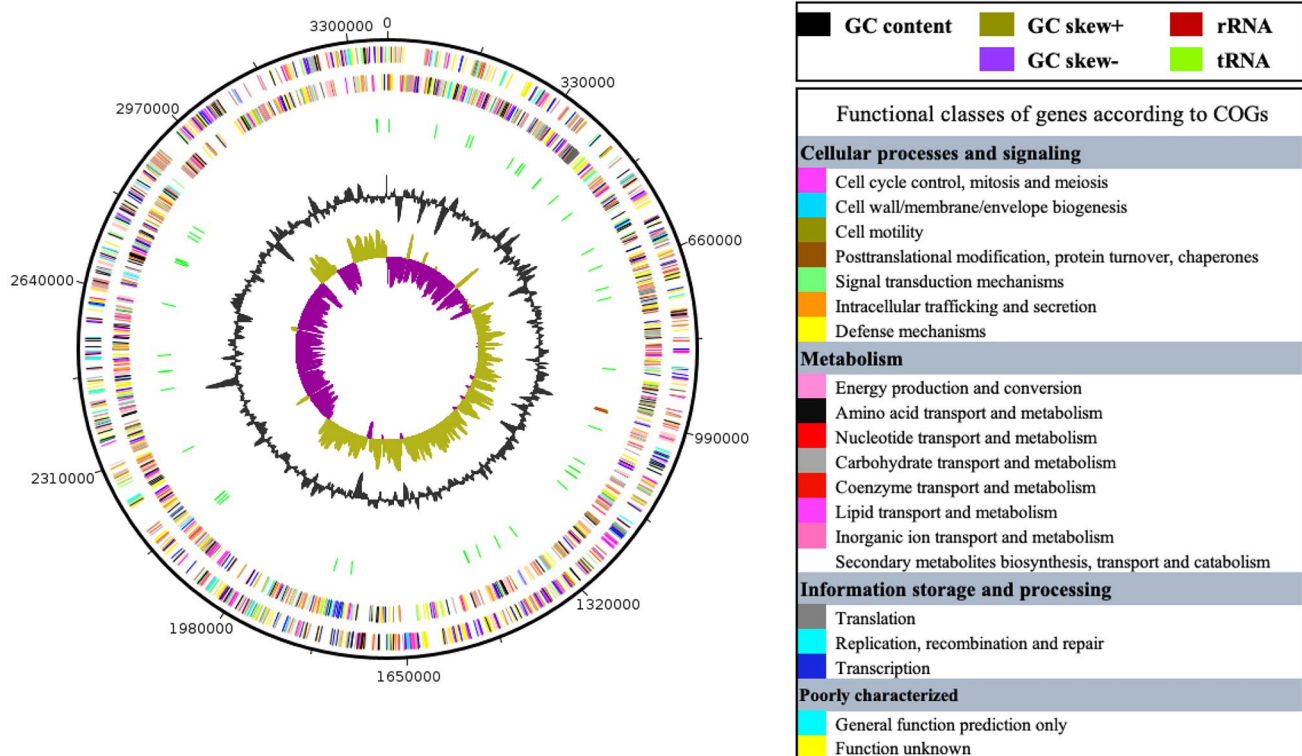 3300000
0
330000
660000
990000
1320000
1650000
1980000
2310000
2640000
2970000
GC content
GC skew+
rRNA
GC skew-
tRNA
Functional classes of genes according to COGs
Cellular processes and signaling
Cell cycle control, mitosis and meiosis
Cell wall/membrane/envelope biogenesis
Cell motility
Posttranslational modification, protein turnover, chaperones
Signal transduction mechanisms
Intracellular trafficking and secretion
Defense mechanisms
Metabolism
Energy production and conversion
Amino acid transport and metabolism
Nucleotide transport and metabolism
Carbohydrate transport and metabolism
Coenzyme transport and metabolism
Lipid transport and metabolism
Inorganic ion transport and metabolism
Secondary metabolites biosynthesis, transport and catabolism
Information storage and processing
Translation
Replication, recombination and repair
Transcription
Poorly characterized
General function prediction only
Function unknown